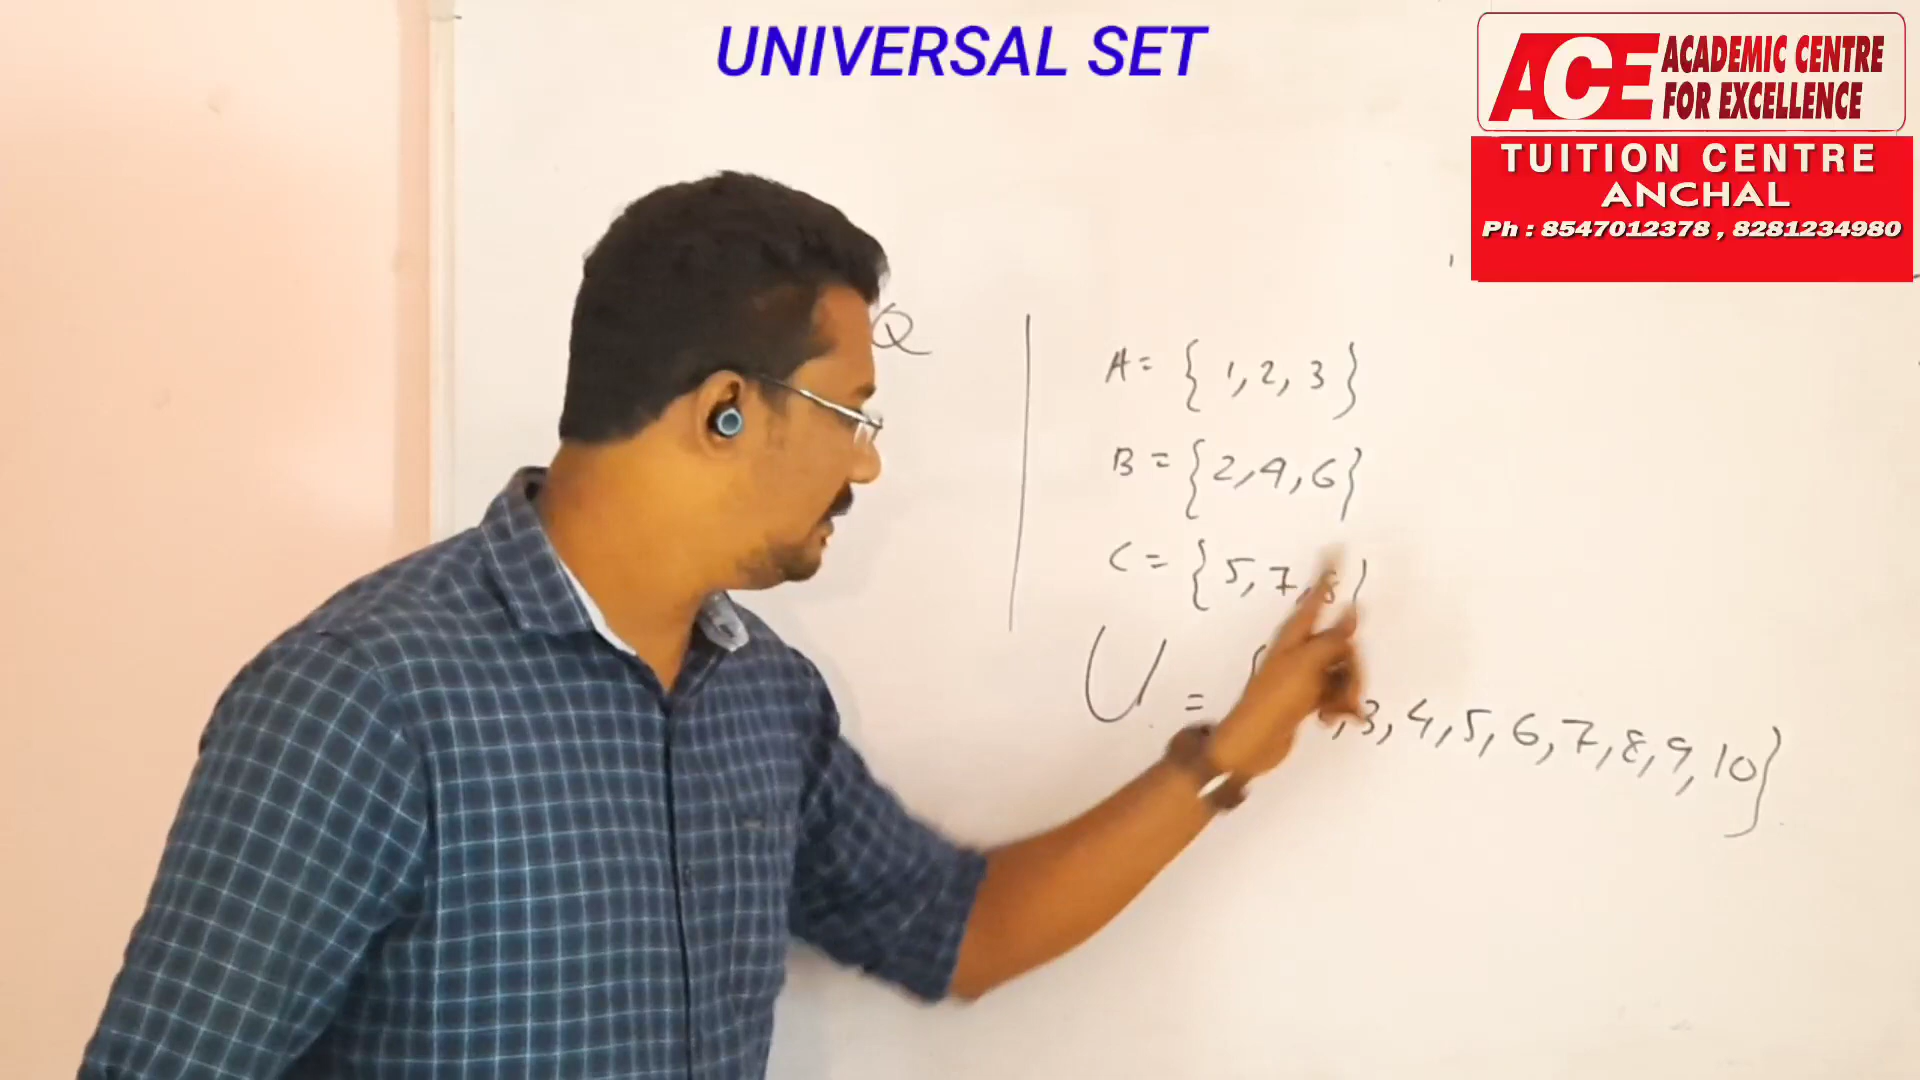 UNIVERSAL SET
ACE ACADEMIC CENTRE
FOR EXCELLENCE
TUITION CENTRE
ANCHAL
Ph : 8547012378 , 8281234980
Q
A = { 1, 2, 3 }
B = {2, 4, 6}
C = { 5, 7, 8}
U = { , 3, 4, 5, 6, 7, 8, 9, 10}